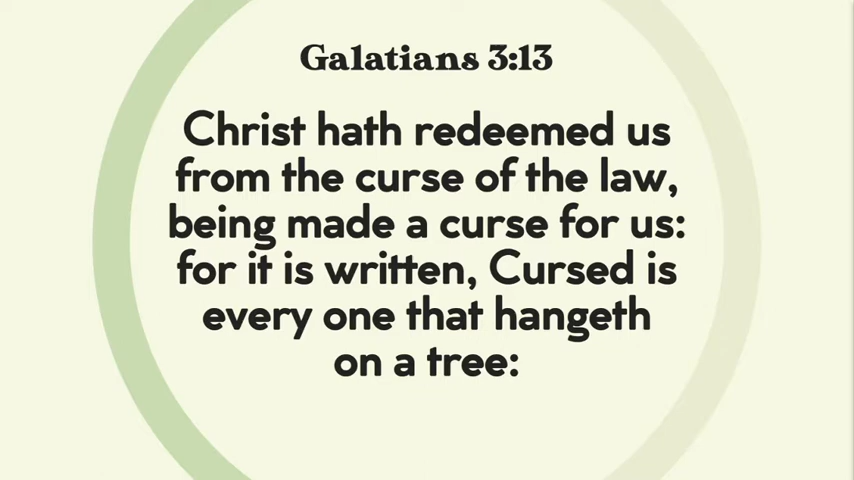 Galatians 3:13
Christ hath redeemed us
from the curse of the law,
being made a curse for us:
for it is written, Cursed is
every one that hangeth
on a tree: